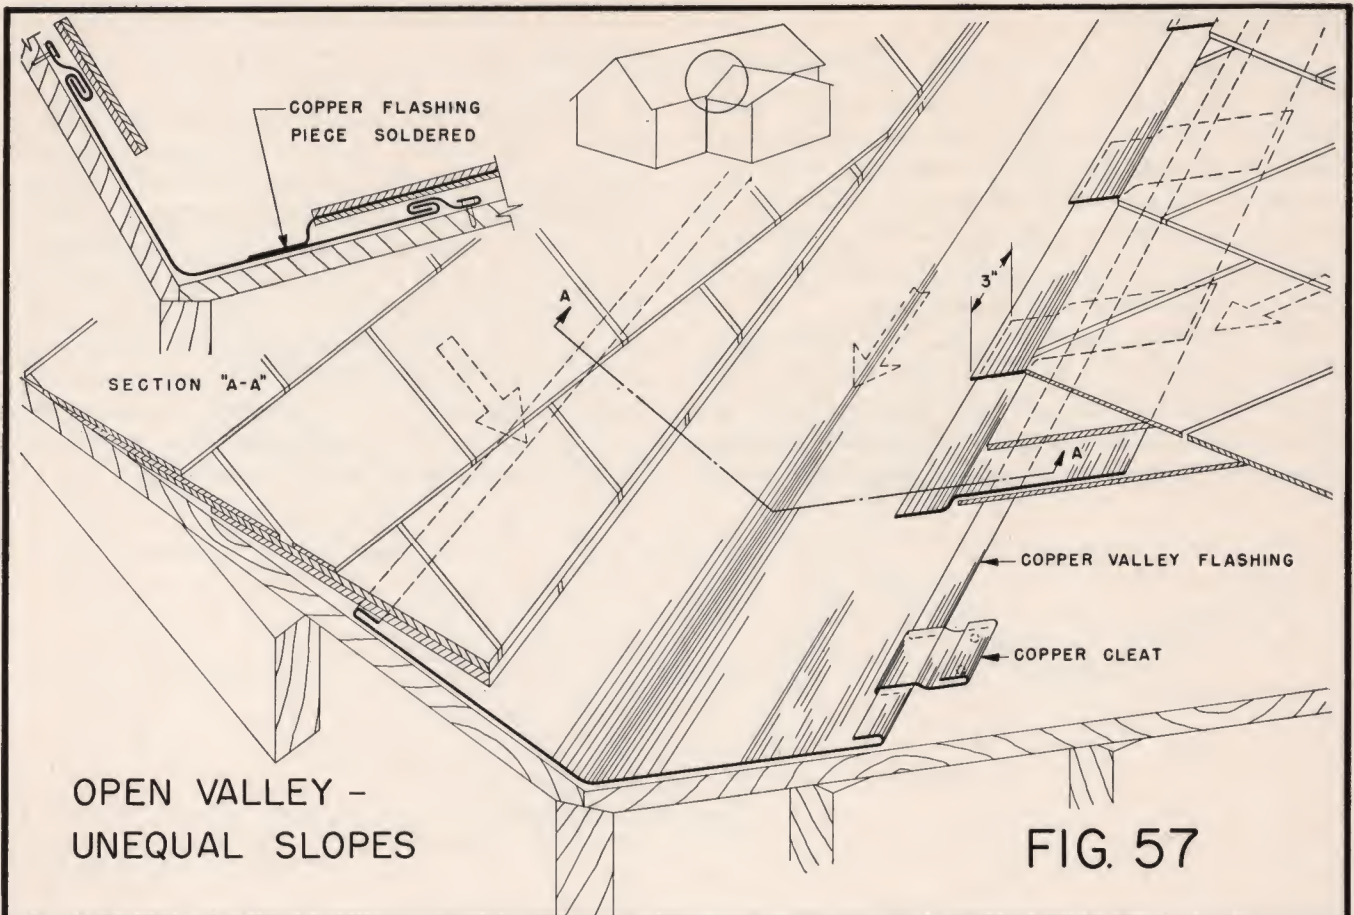 COPPER FLASHING
PIECE SOLDERED
SECTION "A-A"
A
3"
A
COPPER VALLEY FLASHING
COPPER CLEAT
OPEN VALLEY –
UNEQUAL SLOPES
FIG. 57